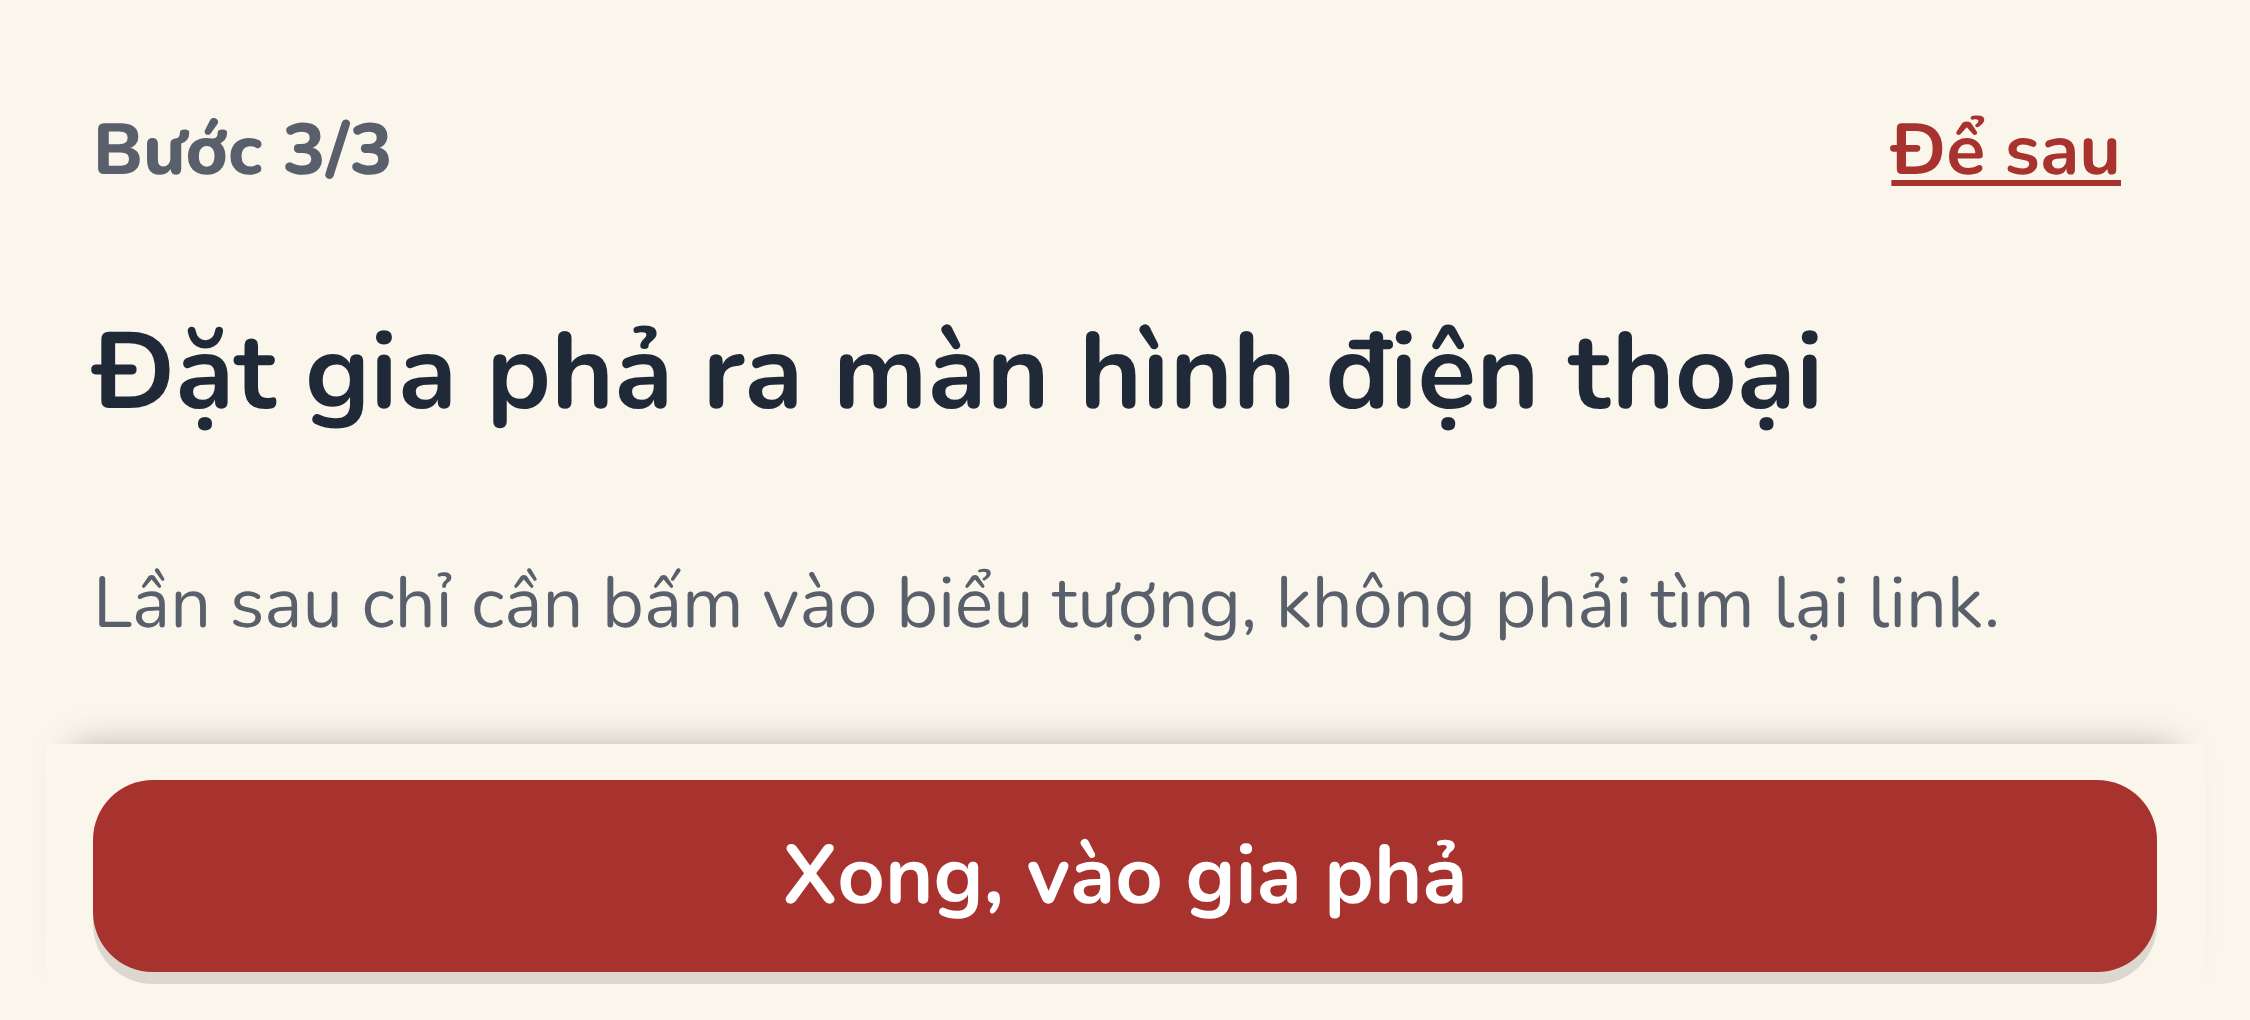 Bước 3/3
Để sau
Đặt gia phả ra màn hình điện thoại
Lần sau chỉ cần bấm vào biểu tượng, không phải tìm lại link.
Xong, vào gia phả